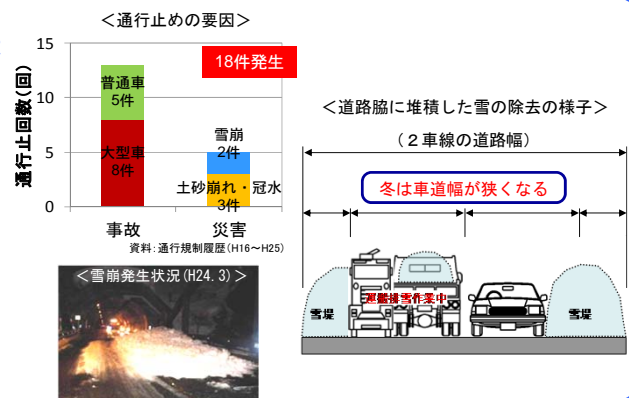 ＜通行止めの要因＞
通行止回数(回)
15
10
5
0
18件発生
普通車
5件
大型車
8件
雪崩
2件
土砂崩れ・冠水
3件
事故
災害
資料：通行規制履歴(H16～H25)
＜雪崩発生状況(H24.3)＞
＜道路脇に堆積した雪の除去の様子＞
（２車線の道路幅）
冬は車道幅が狭くなる
雪堤
運搬排雪作業中
雪堤